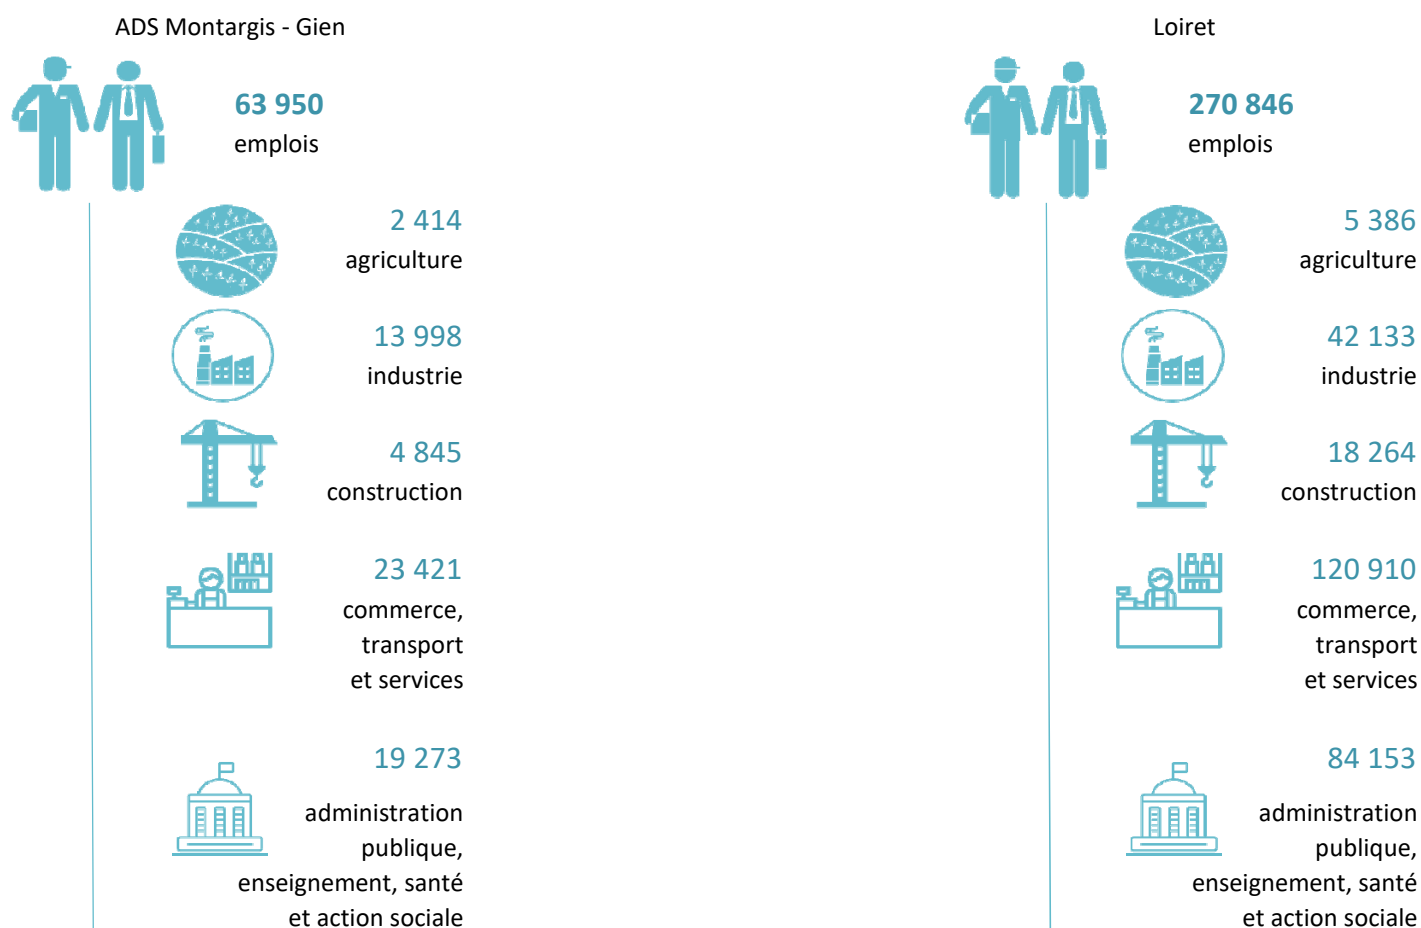 ADS Montargis - Gien
63 950
emplois
2 414
agriculture
13 998
industrie
4 845
construction
23 421
commerce,
transport
et services
19 273
administration
publique,
enseignement, santé
et action sociale
Loiret
270 846
emplois
5 386
agriculture
42 133
industrie
18 264
construction
120 910
commerce,
transport
et services
84 153
administration
publique,
enseignement, santé
et action sociale